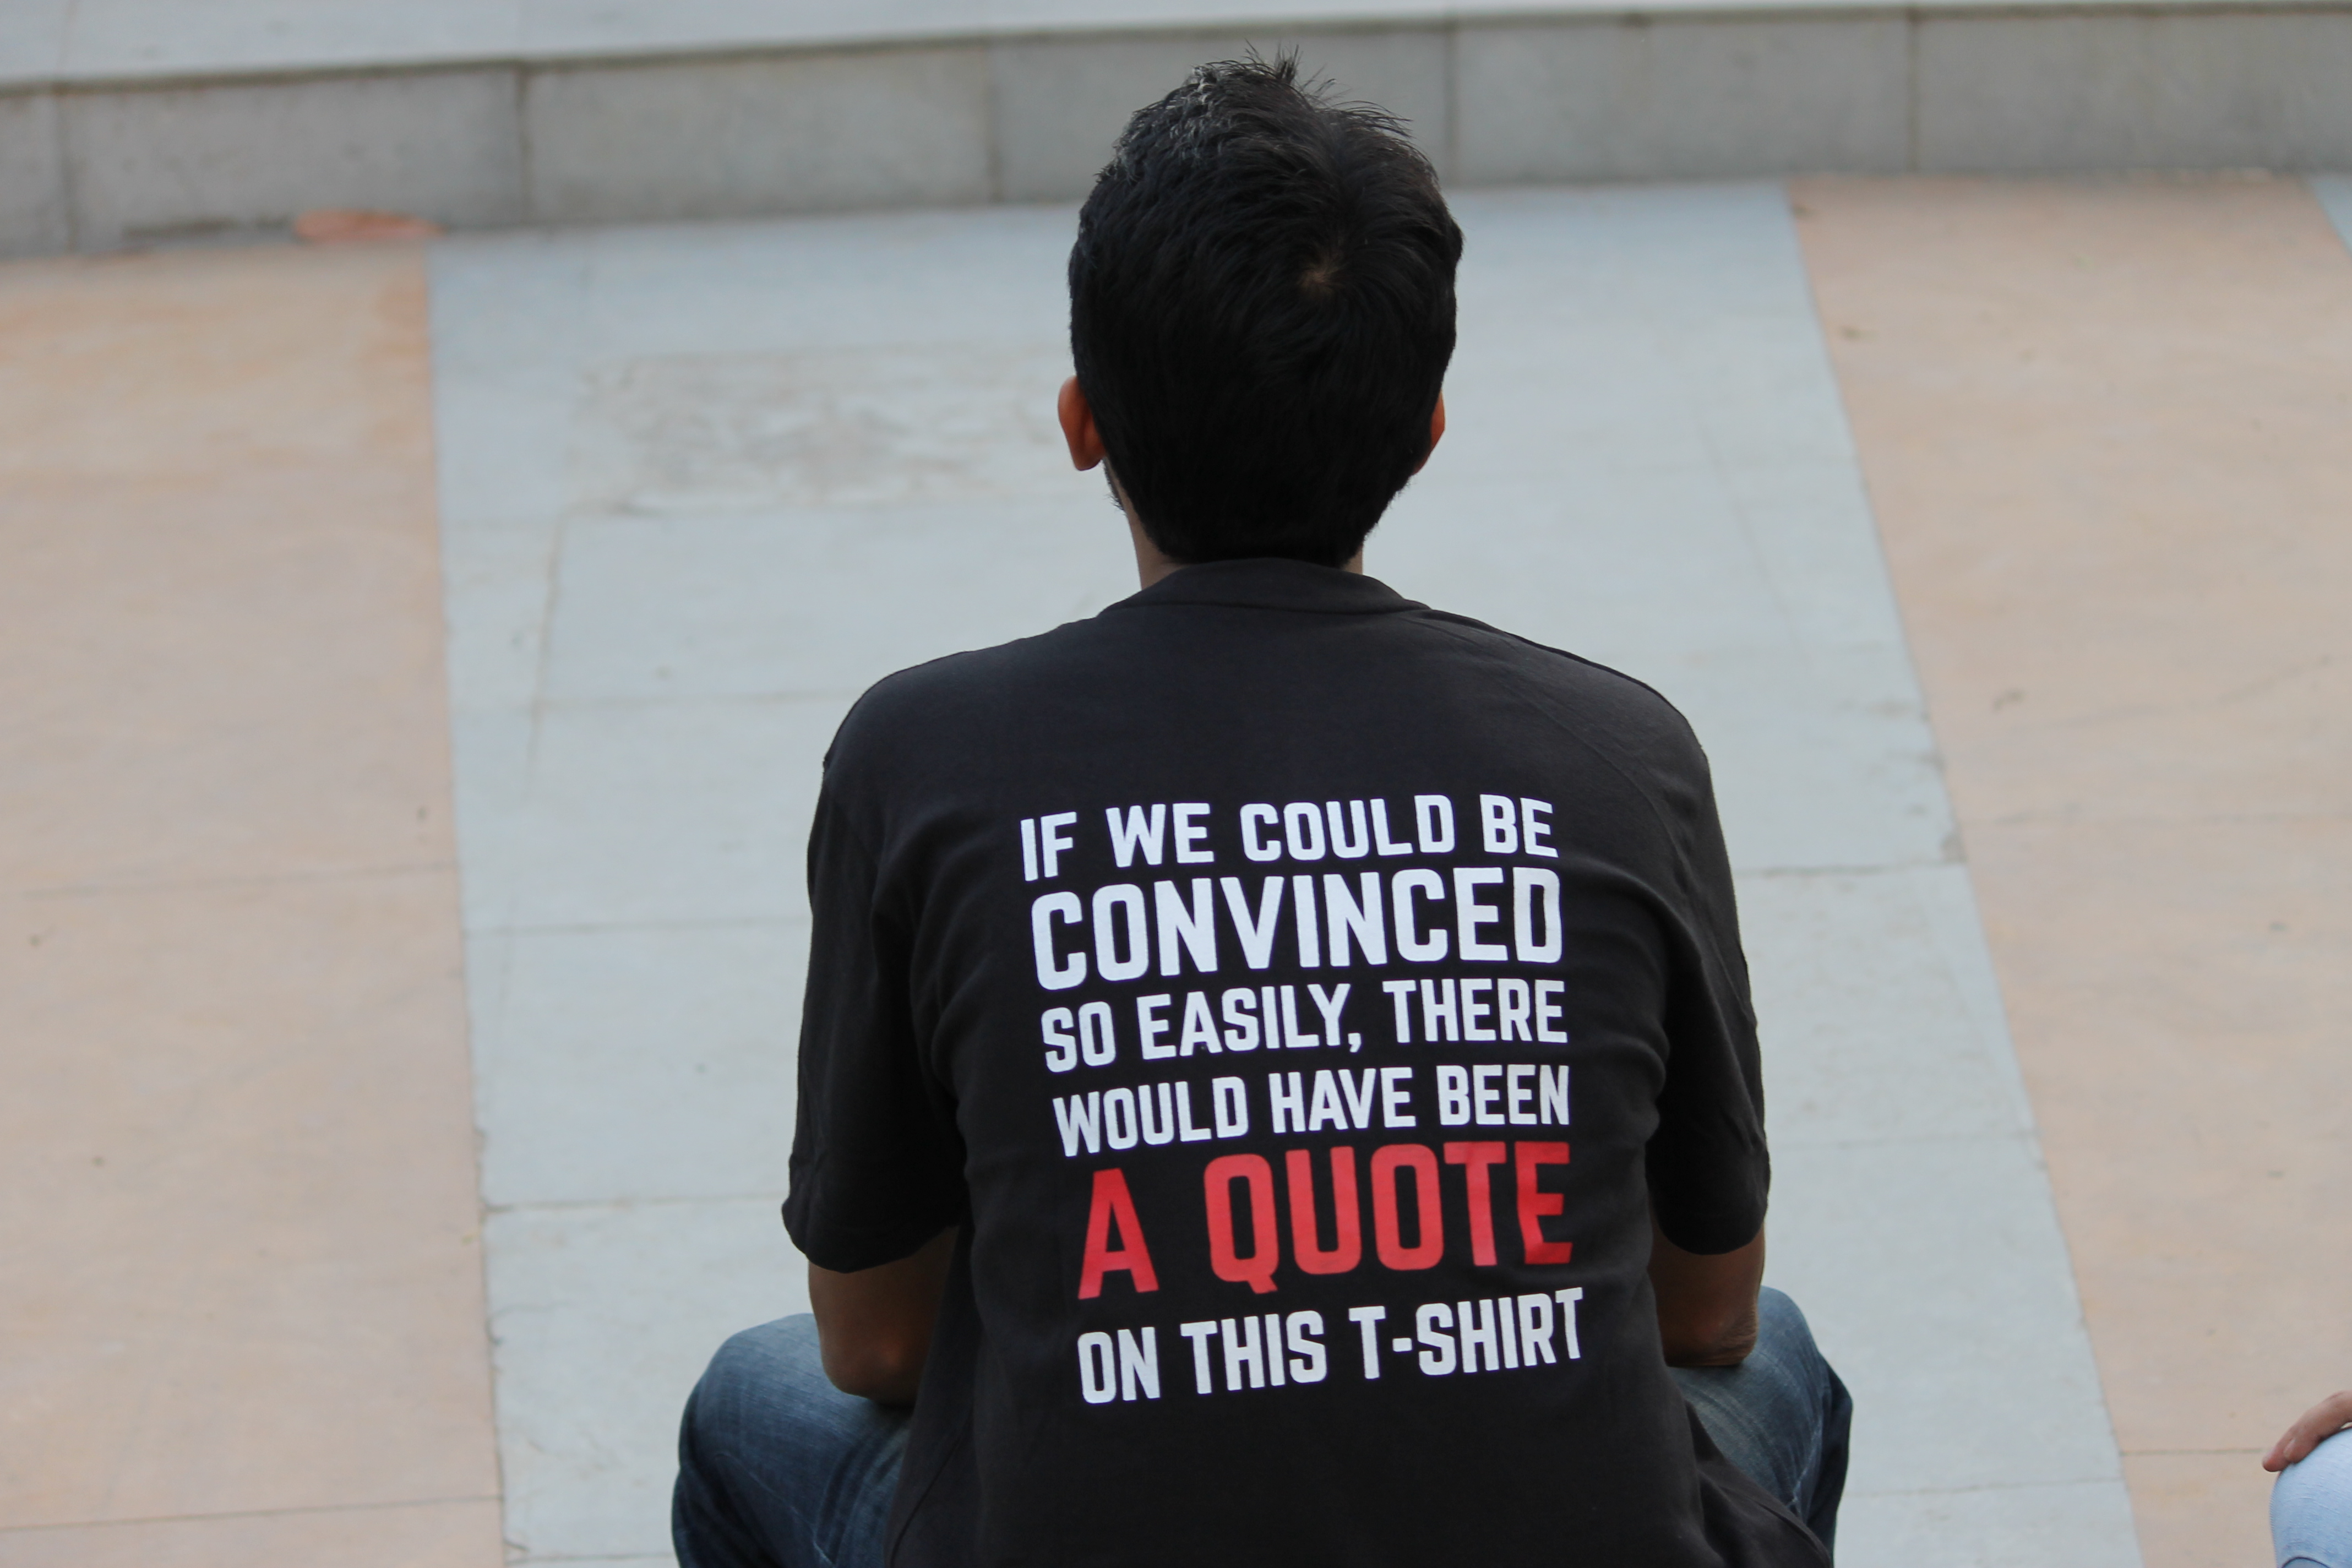 IF WE COULD BE
CONVINCED
SO EASILY, THERE
WOULD HAVE BEEN
A QUOTE
ON THIS T-SHIRT